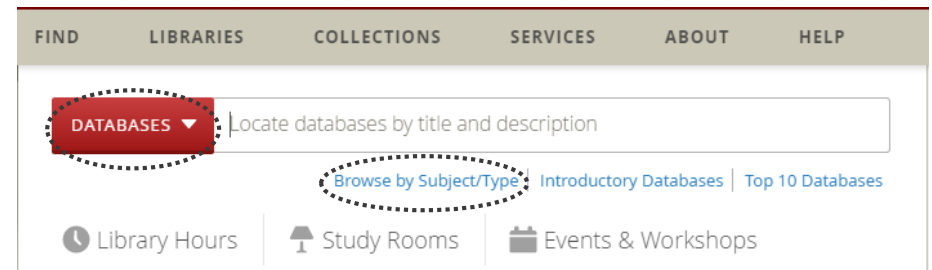 FIND LIBRARIES COLLECTIONS SERVICES ABOUT HELP
DATABASES Locate databases by title and description
Browse by Subject/Type Introductory Databases Top 10 Databases
Library Hours Study Rooms Events & Workshops